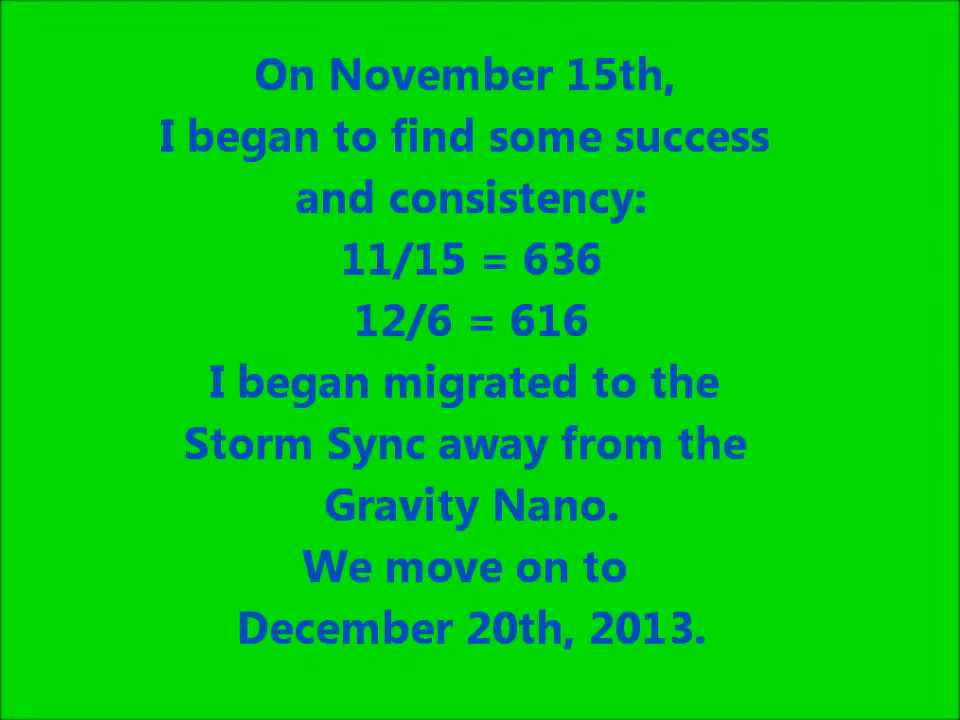 On November 15th,
I began to find some success
and consistency:
11/15 = 636
12/6 = 616
I began migrated to the
Storm Sync away from the
Gravity Nano.
We move on to
December 20th, 2013.